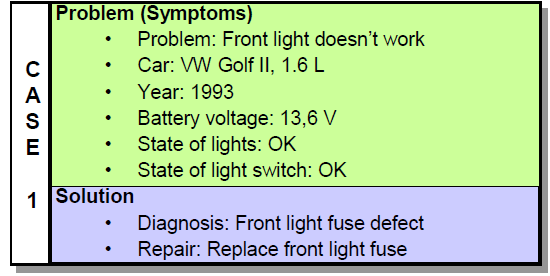 CASE 1
Problem (Symptoms)
• Problem: Front light doesn't work
• Car: VW Golf II, 1.6 L
• Year: 1993
• Battery voltage: 13,6 V
• State of lights: OK
• State of light switch: OK
Solution
• Diagnosis: Front light fuse defect
• Repair: Replace front light fuse